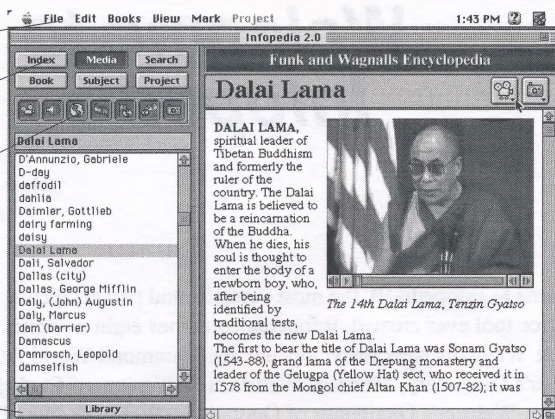 File Edit Books View Mark Project 1:43 PM
Infopedia 2.0
Index Media Search
Book Subject Project
Dalai Lama
D'Annunzio, Gabriele
D-day
daffodil
dahlia
Daimler, Gottlieb
dairy farming
daisy
Dalai Lama
Dali, Salvador
Dallas (city)
Dallas, George Mifflin
Daly, (John) Augustin
Daly, Marcus
dam (barrier)
Damascus
Damrosch, Leopold
damselfish
Library
Funk and Wagnalls Encyclopedia
Dalai Lama
DALAI LAMA,
spiritual leader of
Tibetan Buddhism
and formerly the
ruler of the
country. The Dalai
Lama is believed to
be a reincarnation
of the Buddha.
When he dies, his
soul is thought to
enter the body of a
newborn boy, who,
after being
identified by
traditional tests,
becomes the new Dalai Lama.
The 14th Dalai Lama, Tenzin Gyatso
The first to bear the title of Dalai Lama was Sonam Gyatso
(1543-88), grand lama of the Drepung monastery and
leader of the Gelugpa (Yellow Hat) sect, who received it in
1578 from the Mongol chief Altan Khan (1507-82); it was